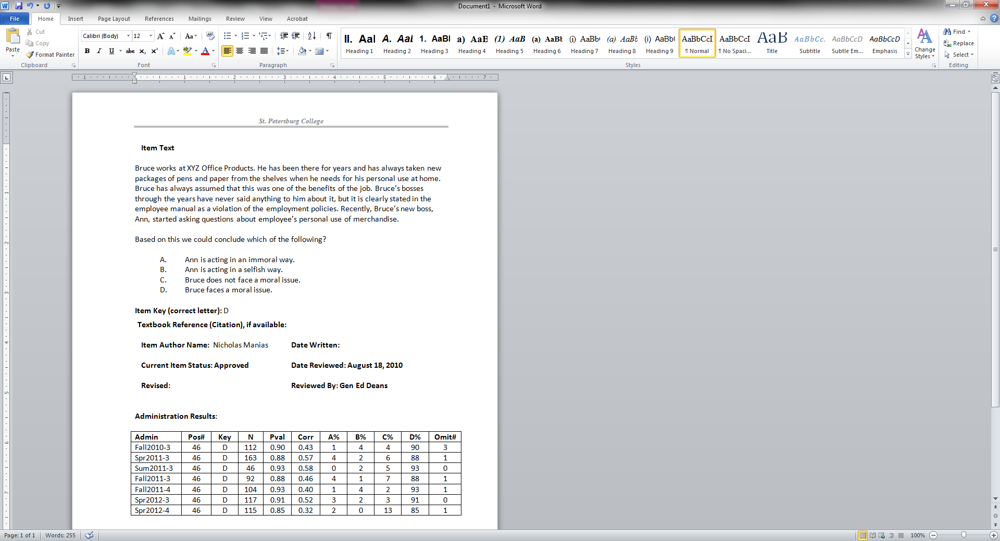 Document1 - Microsoft Word
File Home Insert Page Layout References Mailings Review View Acrobat
Paste Cut Copy Format Painter Clipboard
Calibri (Body) 12 Font
Paragraph
II. AaI A. AaI 1. AaBl a) AaB (1) AaB (a) AaBb (i) AaBb( (a) AaBb (i) AaBb( AaBbCcI AaBbCcI AaB AaBbCc. AaBbCcD AaBbCcD
Heading 1 Heading 2 Heading 3 Heading 4 Heading 5 Heading 6 Heading 7 Heading 8 Heading 9 ¶ Normal ¶ No Spaci... Title Subtitle Subtle Em... Emphasis
Styles
Change Styles
Find Replace Select Editing
1 1 2 3 4 5 6 7
St. Petersburg College
Item Text
Bruce works at XYZ Office Products. He has been there for years and has always taken new
packages of pens and paper from the shelves when he needs for his personal use at home.
Bruce has always assumed that this was one of the benefits of the job. Bruce’s bosses
through the years have never said anything to him about it, but it is clearly stated in the
employee manual as a violation of the employment policies. Recently, Bruce’s new boss,
Ann, started asking questions about employee’s personal use of merchandise.
Based on this we could conclude which of the following?
A. Ann is acting in an immoral way.
B. Ann is acting in a selfish way.
C. Bruce does not face a moral issue.
D. Bruce faces a moral issue.
Item Key (correct letter): D
Textbook Reference (Citation), if available:
Item Author Name: Nicholas Manias Date Written:
Current Item Status: Approved Date Reviewed: August 18, 2010
Revised: Reviewed By: Gen Ed Deans
Administration Results:
Admin Pos# Key N Pval Corr A% B% C% D% Omit#
Fall2010-3 46 D 112 0.90 0.43 1 4 4 90 3
Spr2011-3 46 D 163 0.88 0.57 4 2 6 88 1
Sum2011-3 46 D 46 0.93 0.58 0 2 5 93 0
Fall2011-3 46 D 92 0.88 0.46 4 1 7 88 1
Fall2011-4 46 D 104 0.93 0.40 1 4 2 93 1
Spr2012-3 46 D 117 0.91 0.52 3 2 3 91 0
Spr2012-4 46 D 115 0.85 0.32 2 0 13 85 1
Page: 1 of 1 Words: 255 100%